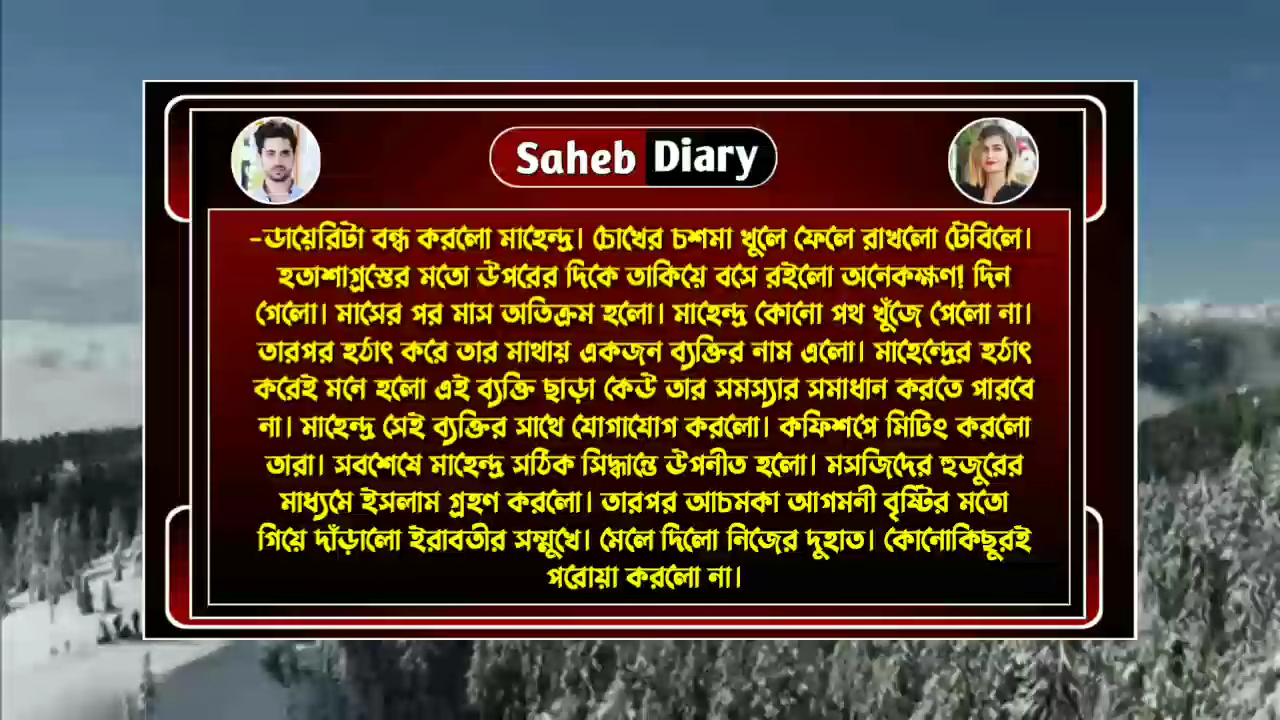 Saheb Diary
-ডায়েরিটা বন্ধ করলো মাহেন্দ্র। চোখের চশমা খুলে ফেলে রাখলো টেবিলে।
হতাশাগ্রস্তের মতো উপরের দিকে তাকিয়ে বসে রইলো অনেকক্ষণ! দিন
গেলো। মাসের পর মাস অতিক্রম হলো। মাহেন্দ্র কোনো পথ খুঁজে পেলো না।
তারপর হঠাৎ করে তার মাথায় একজন ব্যক্তির নাম এলো। মাহেন্দ্রের হঠাৎ
করেই মনে হলো এই ব্যক্তি ছাড়া কেউ তার সমস্যার সমাধান করতে পারবে
না। মাহেন্দ্র সেই ব্যক্তির সাথে যোগাযোগ করলো। কফিশপে মিটিং করলো
তারা। সবশেষে মাহেন্দ্র সঠিক সিদ্ধান্তে উপনীত হলো। মসজিদের হুজুরের
মাধ্যমে ইসলাম গ্রহণ করলো। তারপর আচমকা আগমনী বৃষ্টির মতো
গিয়ে দাঁড়ালো ইরাবতীর সম্মুখে। মেলে দিলো নিজের দুহাত। কোনোকিছুরই
পরোয়া করলো না।